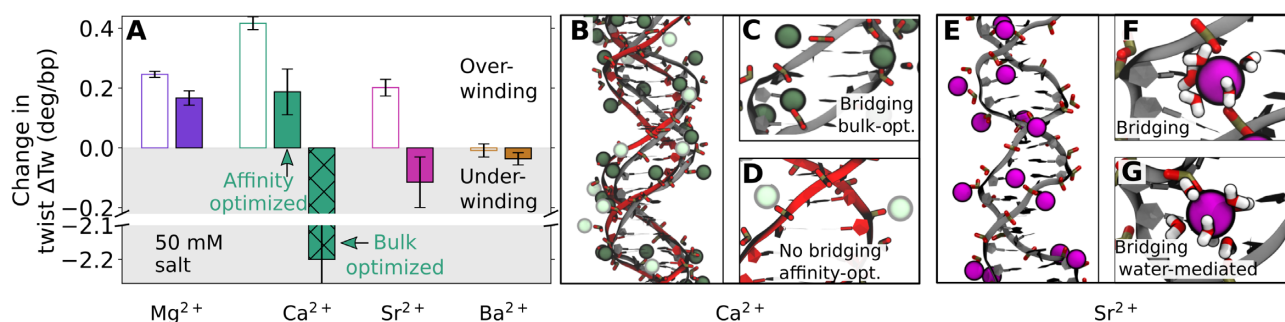 A
Change in
twist ΔTw (deg/bp)
0.4
0.2
0.0
−0.2
−2.1
−2.2
Over-
winding
Under-
winding
Affinity
optimized
Bulk
optimized
50 mM
salt
Mg²⁺
Ca²⁺
Sr²⁺
Ba²⁺
B
C
Bridging
bulk-opt.
D
No bridging
affinity-opt.
Ca²⁺
E
F
Bridging
G
Bridging
water-mediated
Sr²⁺